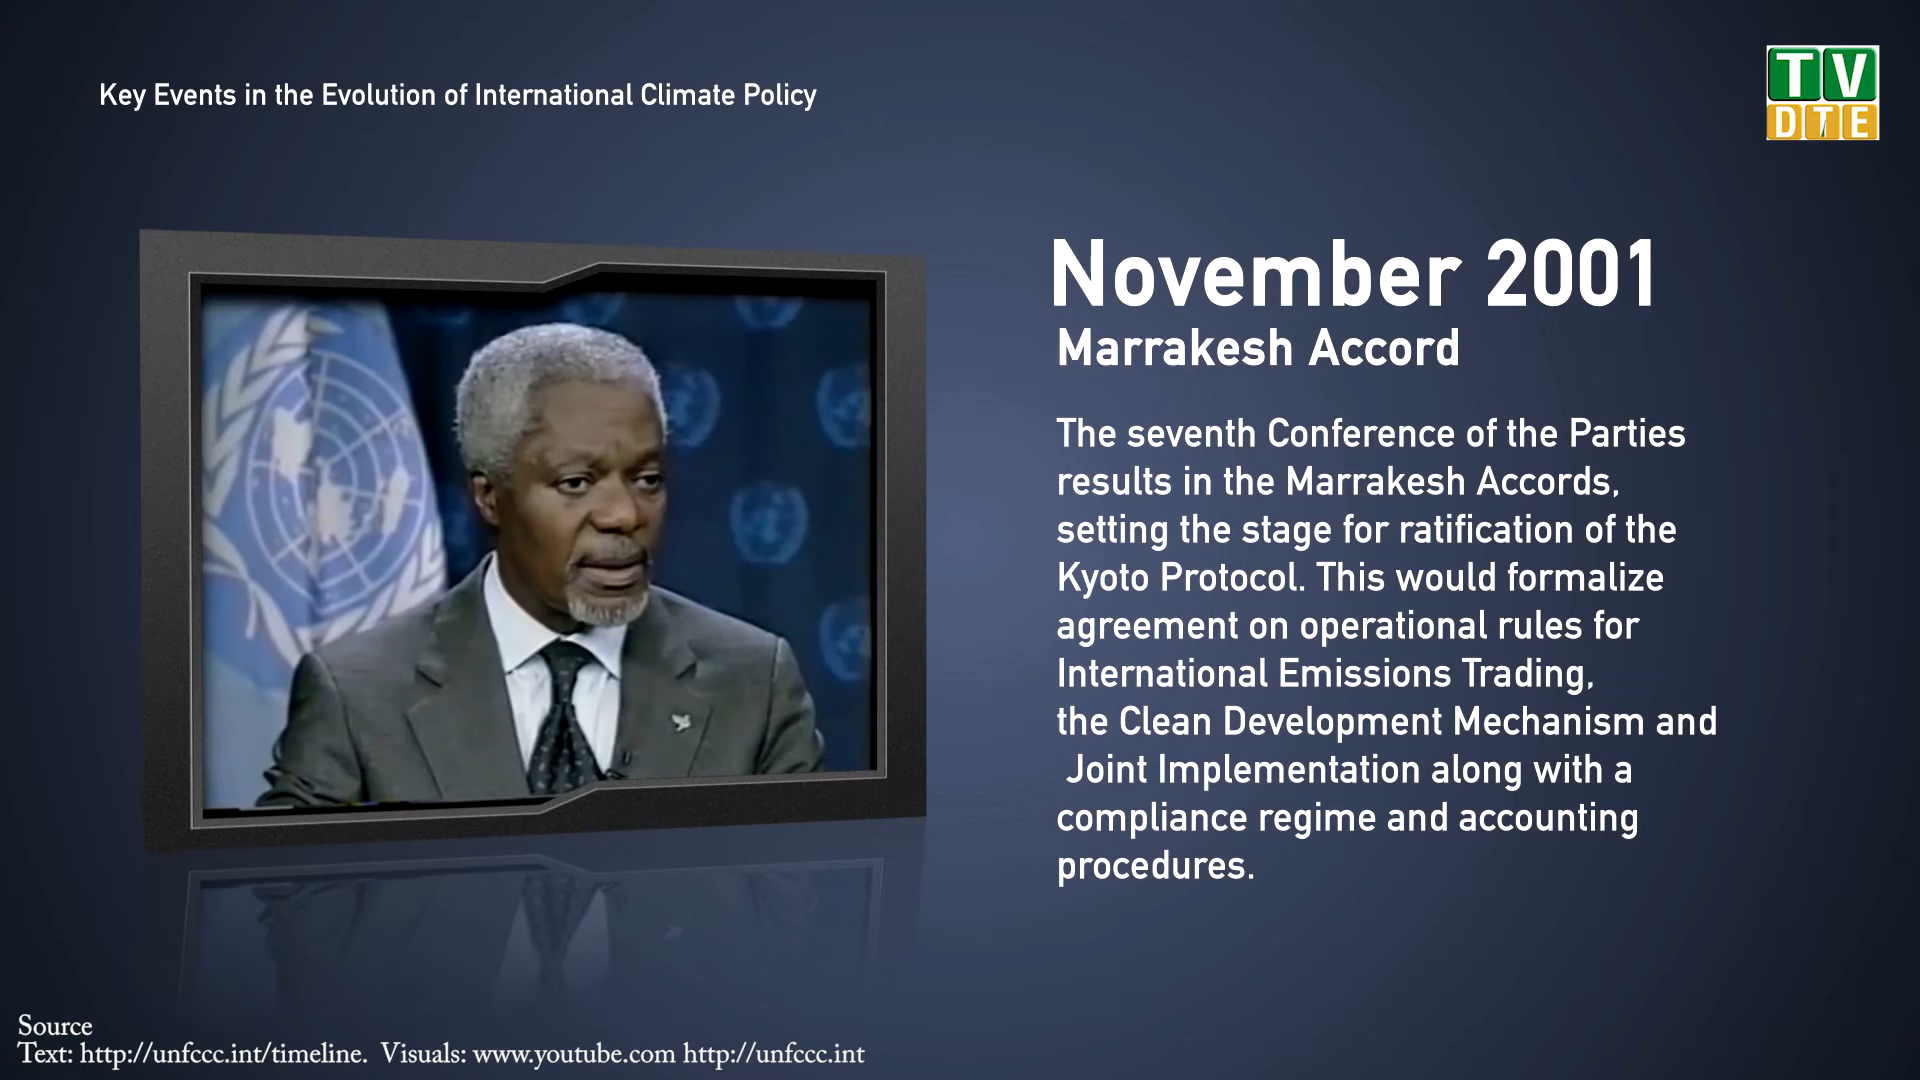 Key Events in the Evolution of International Climate Policy
TV
DTE
November 2001
Marrakesh Accord
The seventh Conference of the Parties
results in the Marrakesh Accords,
setting the stage for ratification of the
Kyoto Protocol. This would formalize
agreement on operational rules for
International Emissions Trading,
the Clean Development Mechanism and
Joint Implementation along with a
compliance regime and accounting
procedures.
Source
Text: http://unfccc.int/timeline. Visuals: www.youtube.com http://unfccc.int